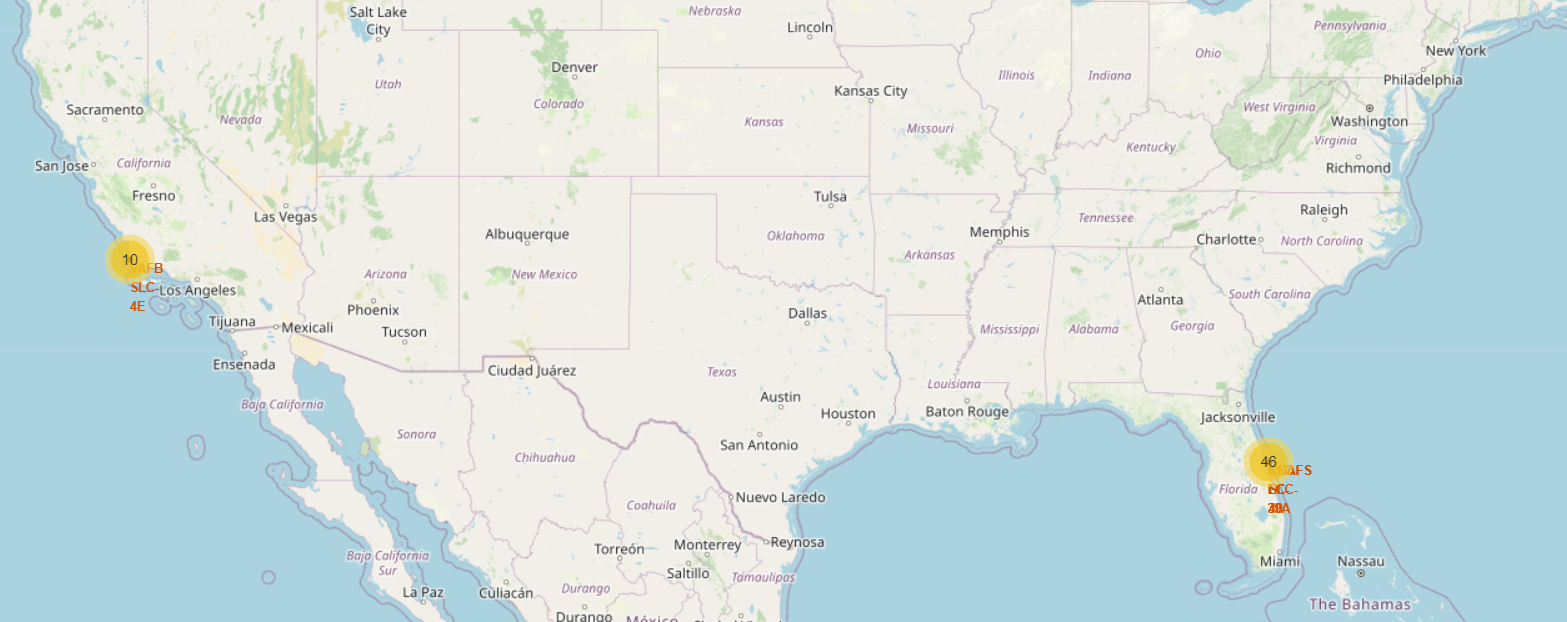 Salt Lake
City
Nebraska
Lincoln
Pennsylvania
New York
Ohio
Denver
Utah
Illinois
Indiana
Philadelphia
Kansas City
Colorado
Sacramento
Nevada
Kansas
Missouri
West Virginia
Washington
Virginia
Kentucky
San Jose
California
Richmond
Fresno
Tulsa
Las Vegas
Raleigh
Tennessee
Albuquerque
Oklahoma
Memphis
Charlotte
North Carolina
Arkansas
10
Arizona
New Mexico
SLC-
4E
Los Angeles
South Carolina
Atlanta
Phoenix
Dallas
Tijuana
Mexicali
Tucson
Mississippi
Alabama
Georgia
Ensenada
Ciudad Juárez
Texas
Louisiana
Baja California
Austin
Houston
Baton Rouge
Jacksonville
Sonora
San Antonio
Chihuahua
46
Florida
Coahuila
Nuevo Laredo
Torreón
Monterrey
Reynosa
Baja California
Sur
Saltillo
Tamaulipas
Miami
Nassau
La Paz
Culiacán
Durango
The Bahamas
Durango
México